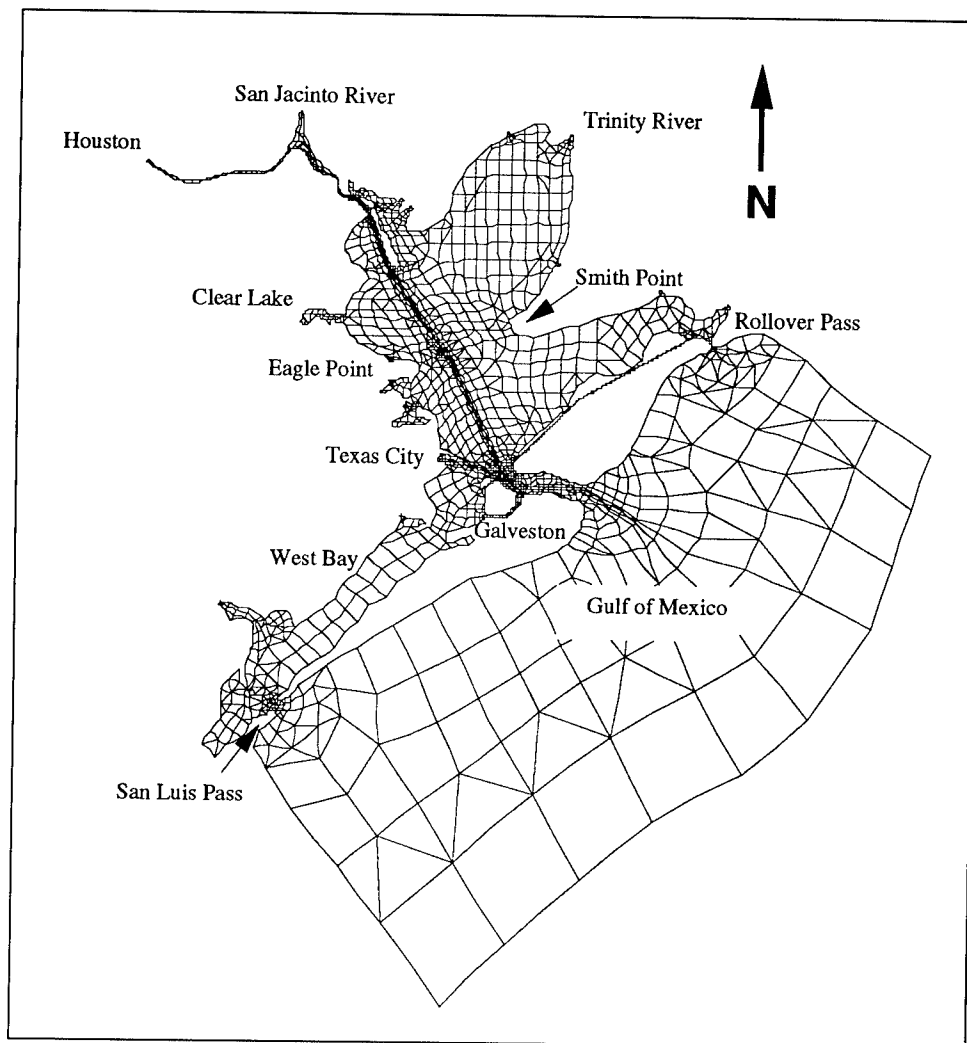 San Jacinto River
Trinity River
Houston
N
Smith Point
Clear Lake
Rollover Pass
Eagle Point
Texas City
Galveston
West Bay
Gulf of Mexico
San Luis Pass